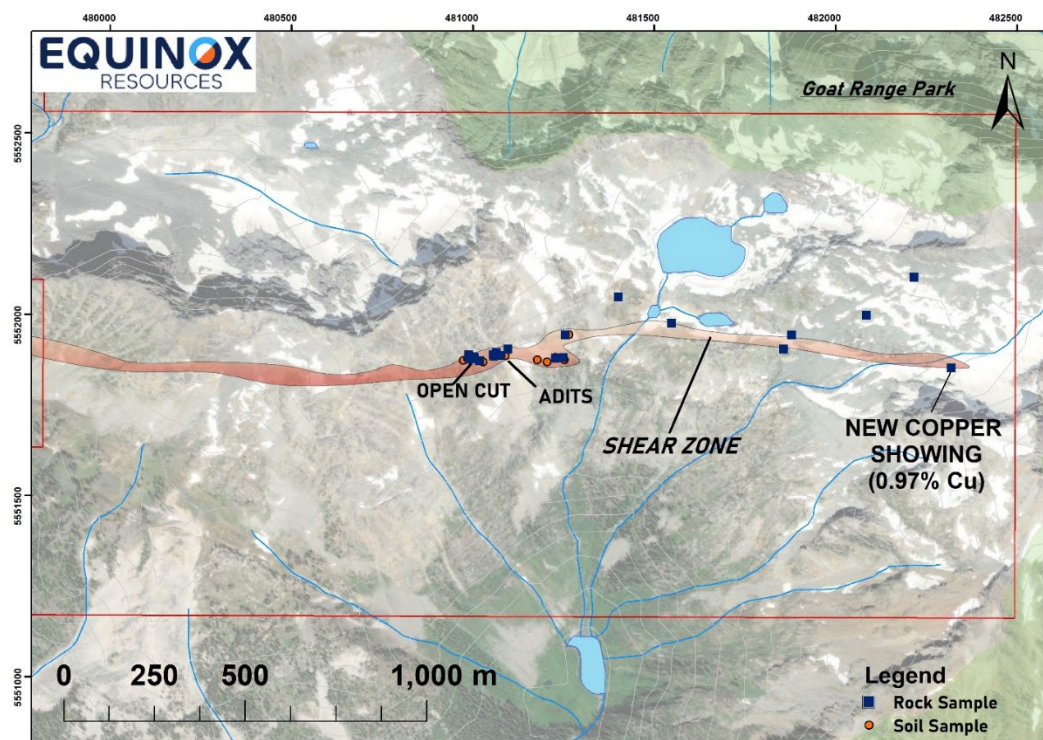 480000 480500 481000 481500 482000 482500
EQUINOX
RESOURCES
Goat Range Park
N
5552500
5552000
5551500
5551000
OPEN CUT
ADITS
SHEAR ZONE
NEW COPPER
SHOWING
(0.97% Cu)
0 250 500 1,000 m
Legend
Rock Sample
Soil Sample